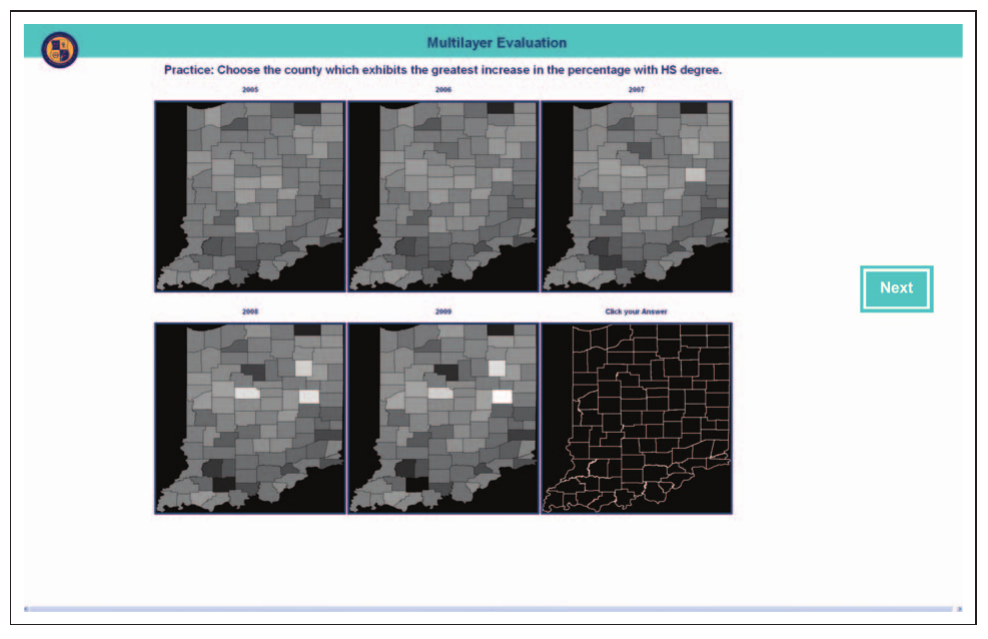 Multilayer Evaluation
Practice: Choose the county which exhibits the greatest increase in the percentage with HS degree.
2005
2006
2007
Next
2008
2009
Click your Answer